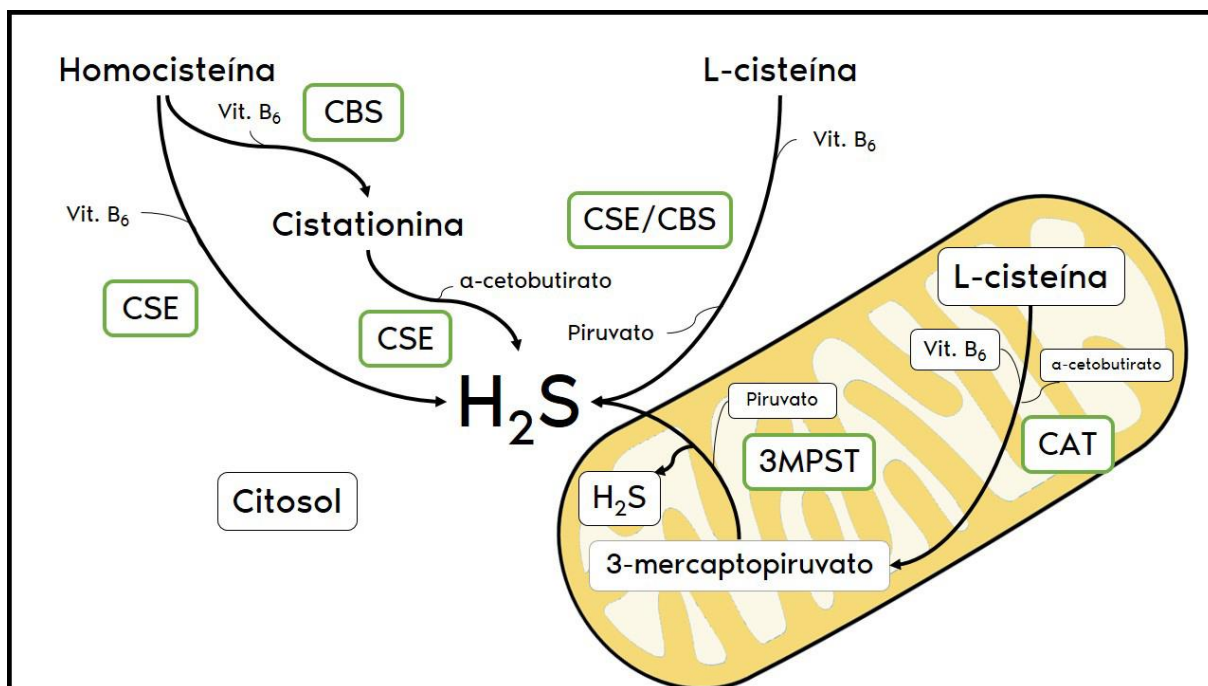 Homocisteína
L-cisteína
Vit. B₆
CBS
Vit. B₆
Vit. B₆
Cistationina
CSE/CBS
CSE
α-cetobutirato
CSE
Piruvato
H₂S
L-cisteína
Vit. B₆
α-cetobutirato
Piruvato
3MPST
CAT
H₂S
3-mercaptopiruvato
Citosol